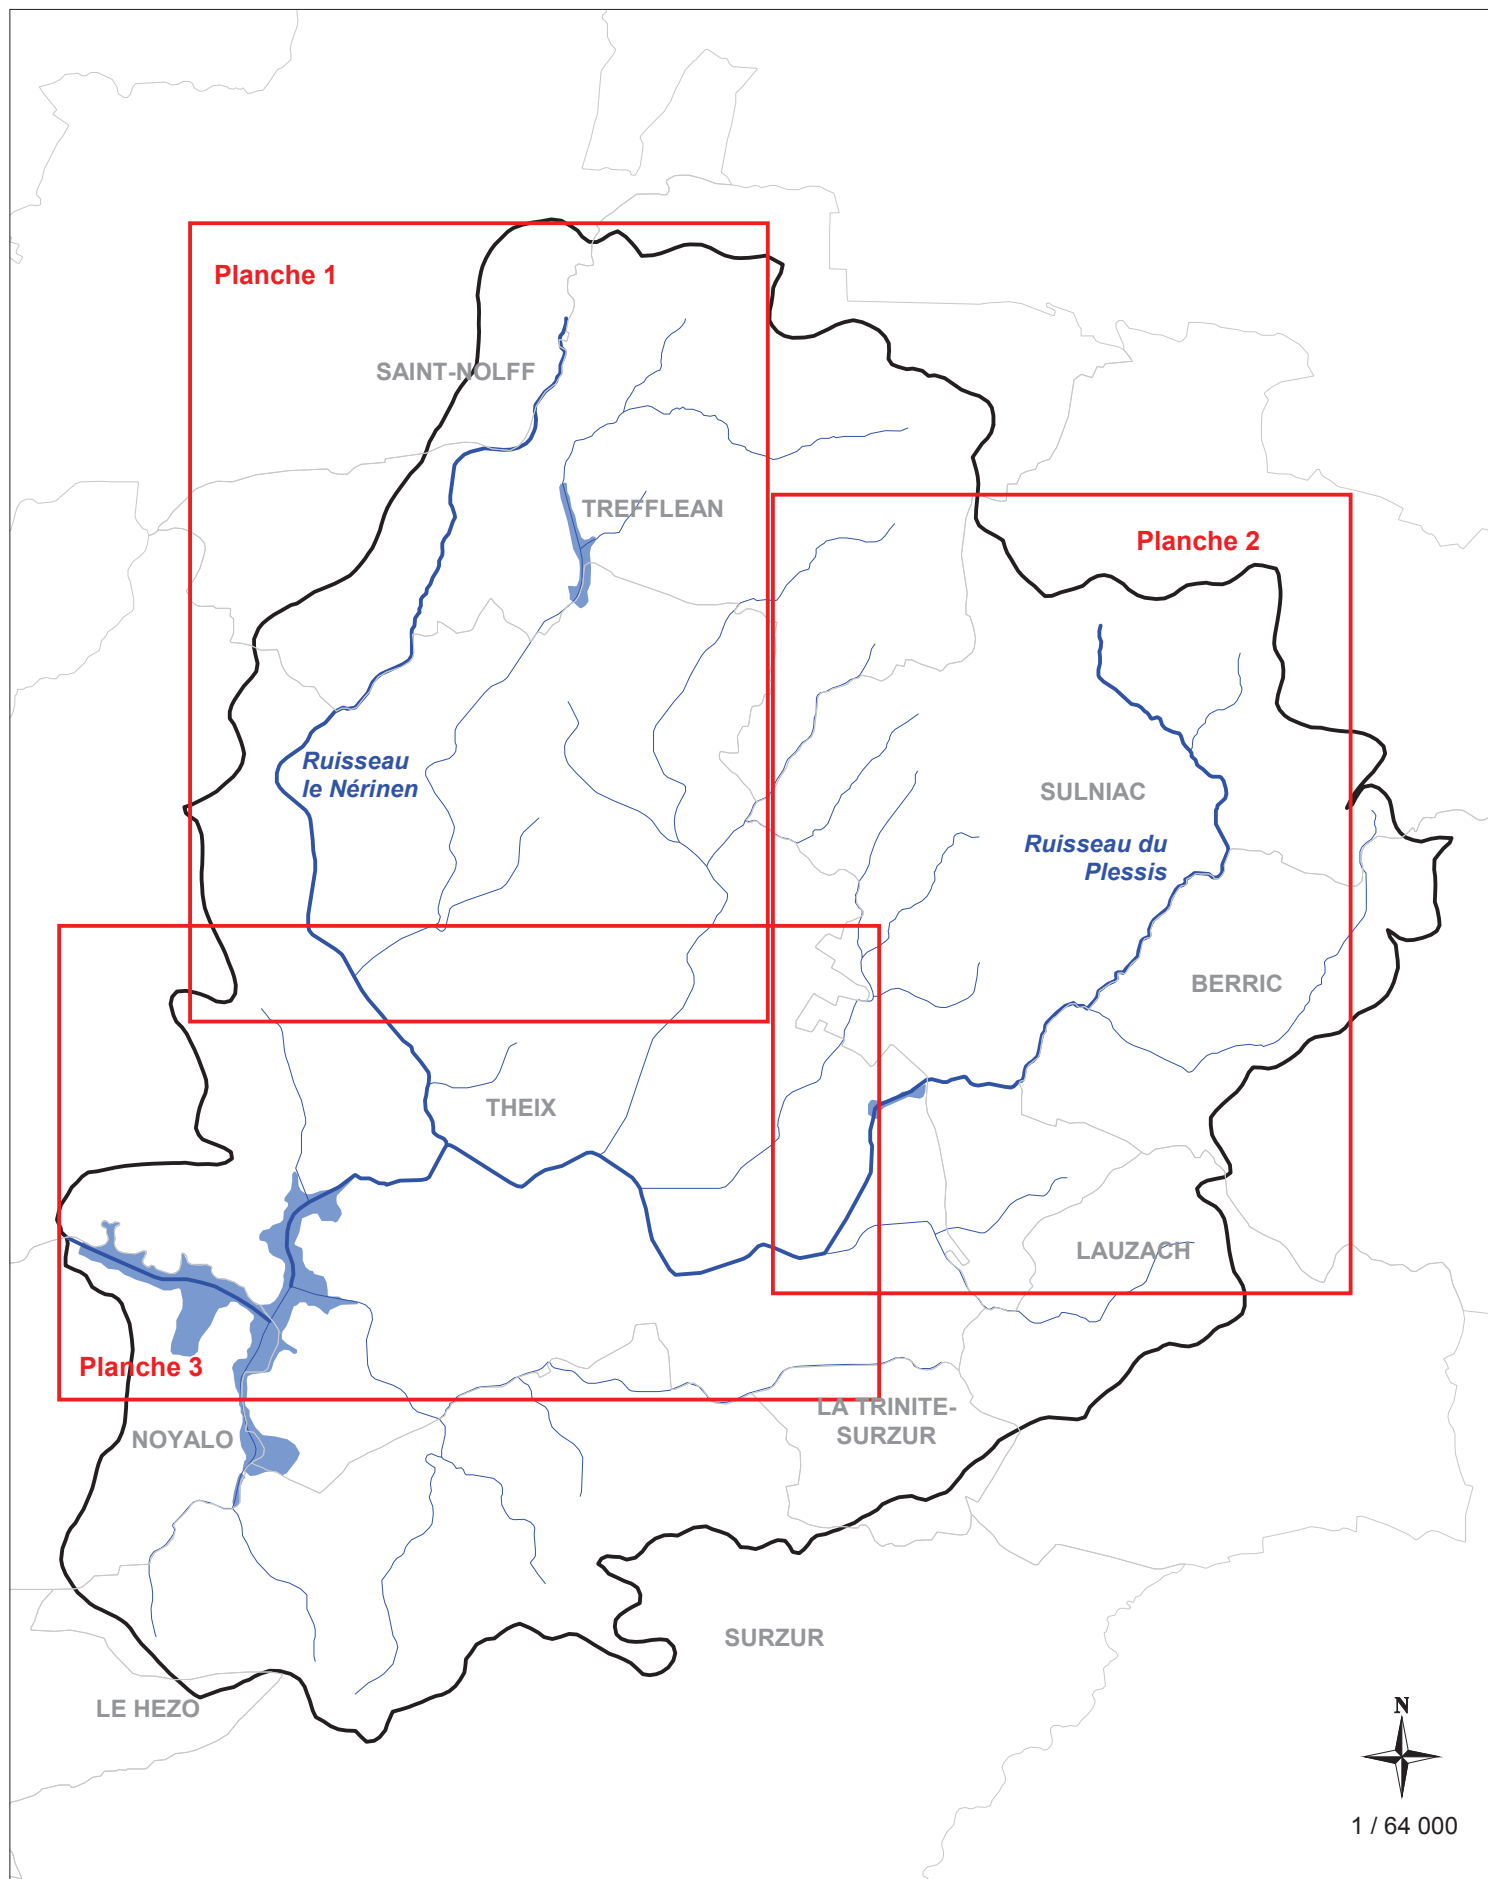 Planche 1
SAINT-NOLFF
TREFFLEAN
Planche 2
Ruisseau
le Nérinen
SULNIAC
Ruisseau du
Plessis
BERRIC
THEIX
LAUZACH
Planche 3
LA TRINITE-
SURZUR
NOYALO
SURZUR
LE HEZO
N
1 / 64 000